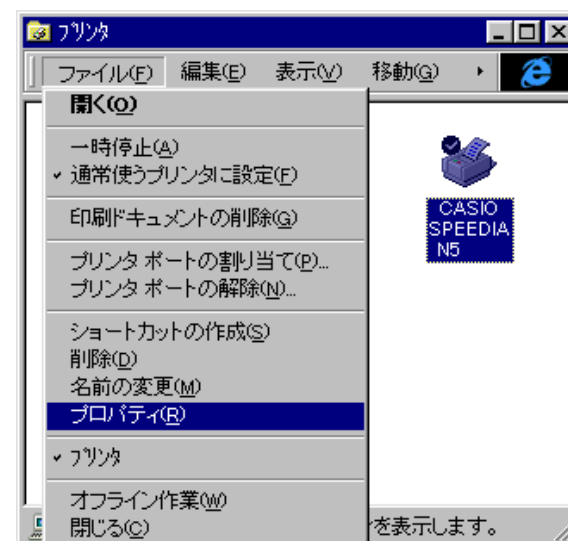 プリンタ
ファイル(F) 編集(E) 表示(V) 移動(G)
開く(O)
一時停止(A)
通常使うプリンタに設定(F)
印刷ドキュメントの削除(G)
プリンタ ポートの割り当て(P)...
プリンタ ポートの解除(N)...
ショートカットの作成(S)
削除(D)
名前の変更(M)
プロパティ(R)
プリンタ
オフライン作業(W)
閉じる(C)
CASIO
SPEEDIA
N5
を表示します。